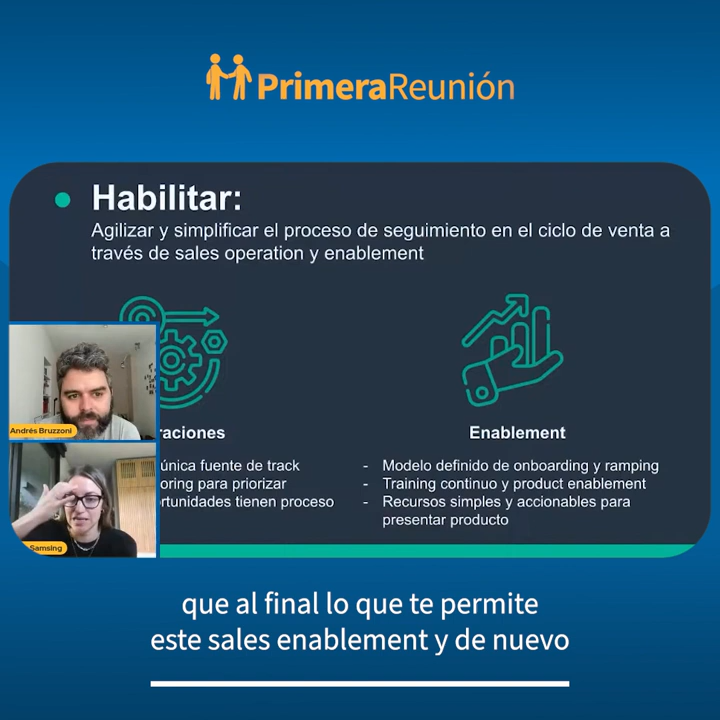 PrimeraReunión
Habilitar:
Agilizar y simplificar el proceso de seguimiento en el ciclo de venta a
través de sales operation y enablement
raciones
única fuente de track
oring para priorizar
ortunidades tienen proceso
Enablement
- Modelo definido de onboarding y ramping
- Training continuo y product enablement
- Recursos simples y accionables para
presentar producto
Andrés Bruzzoni
Samsing
que al final lo que te permite
este sales enablement y de nuevo